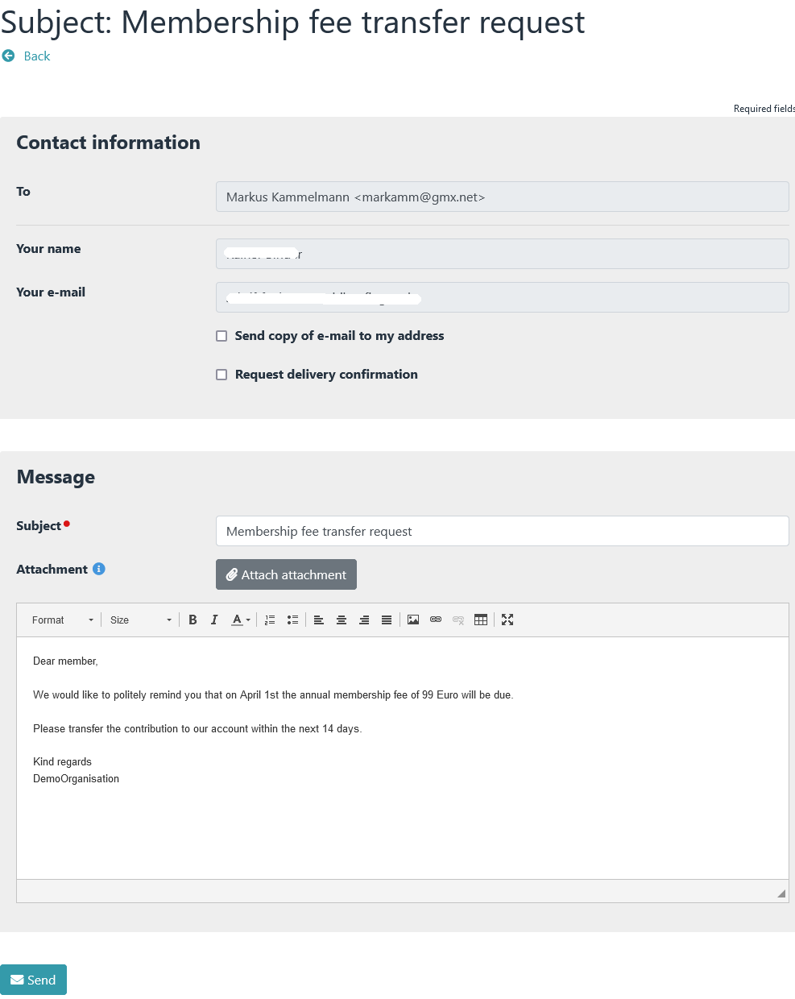 Subject: Membership fee transfer request
Back
Required fields
Contact information
To
Markus Kammelmann <markamm@gmx.net>
Your name
Your e-mail
Send copy of e-mail to my address
Request delivery confirmation
Message
Subject
Membership fee transfer request
Attachment
Attach attachment
Format Size B I A
Dear member,
We would like to politely remind you that on April 1st the annual membership fee of 99 Euro will be due.
Please transfer the contribution to our account within the next 14 days.
Kind regards
DemoOrganisation
Send